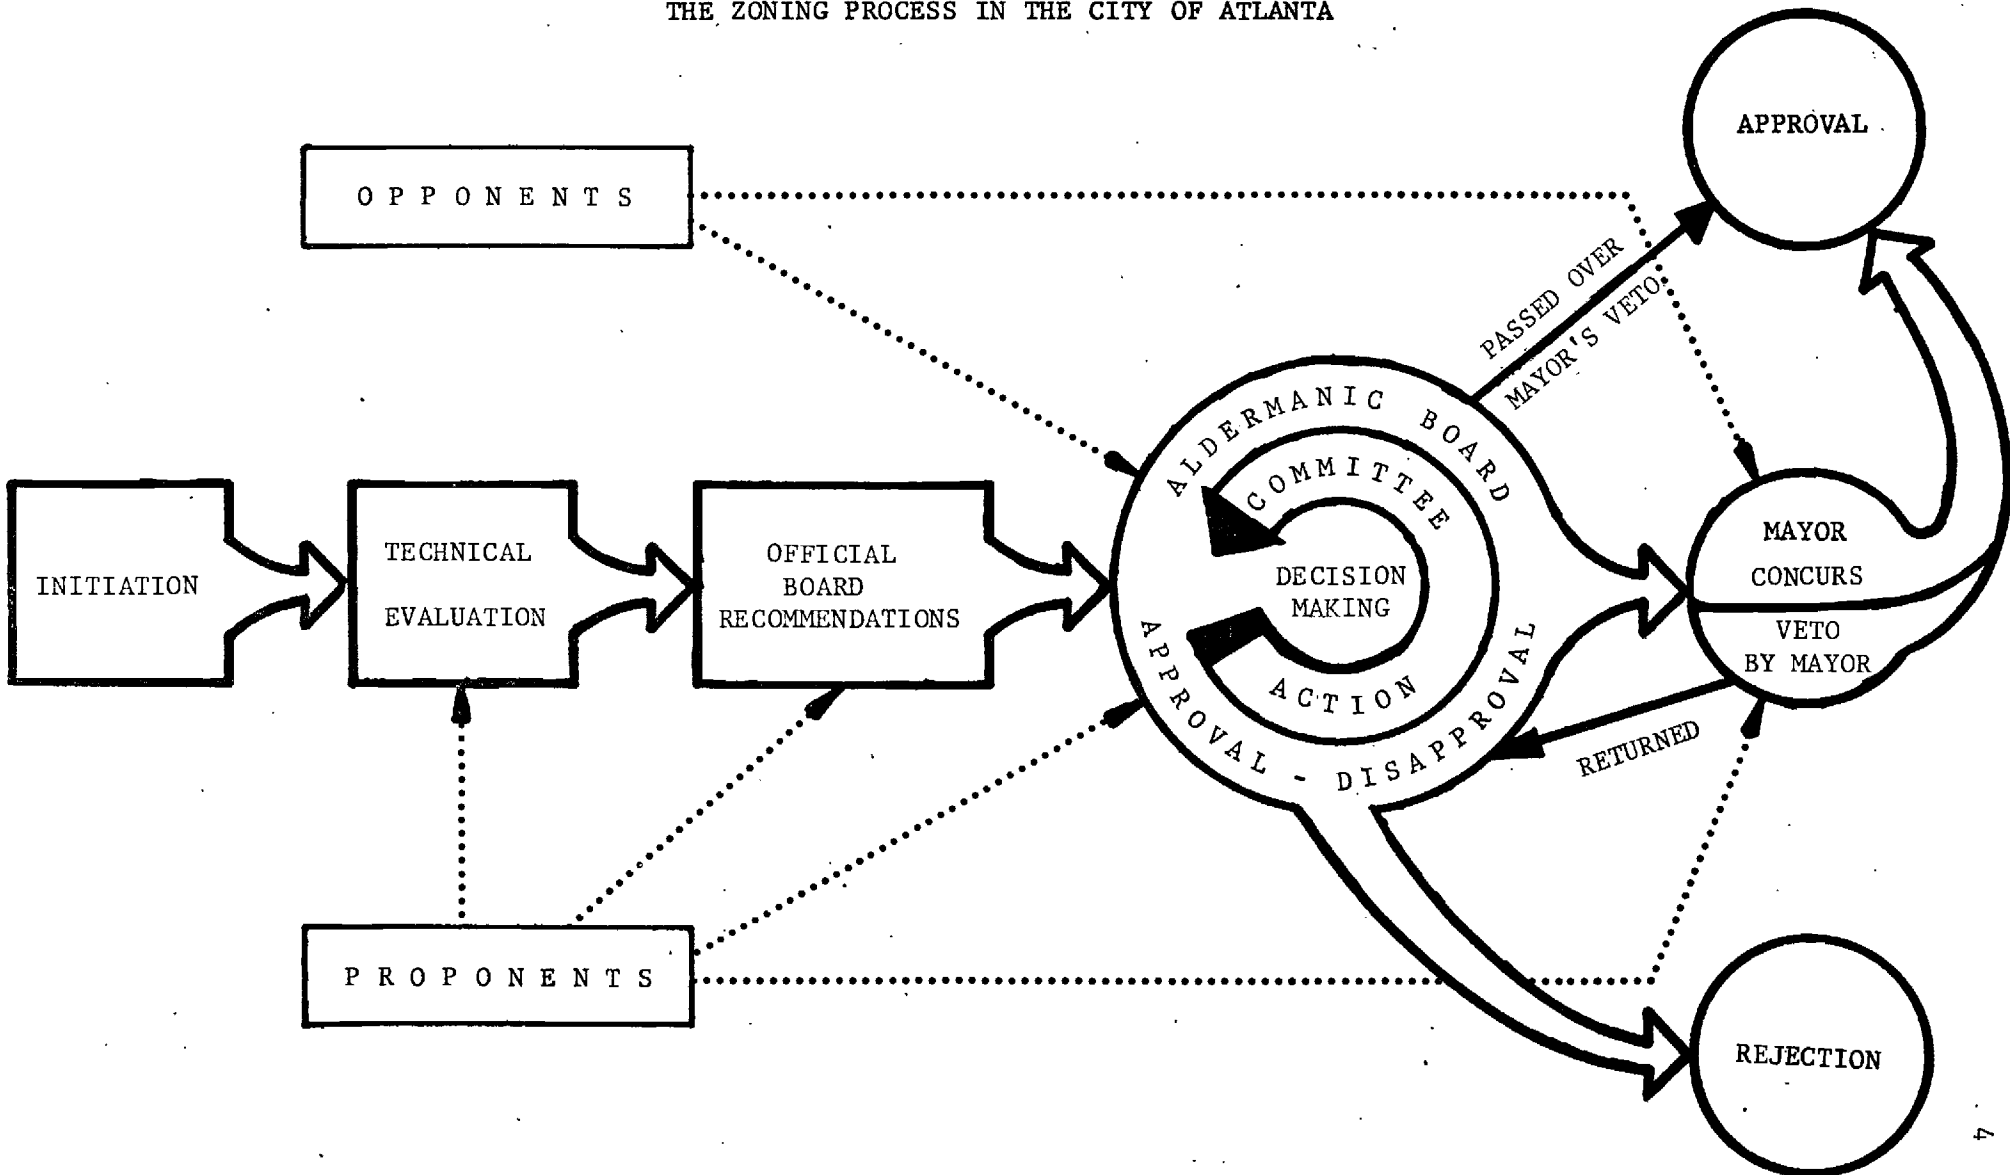 THE ZONING PROCESS IN THE CITY OF ATLANTA
APPROVAL
OPPONENTS
PASSED OVER
MAYOR'S VETO
ALDERMANIC BOARD
COMMITTEE
INITIATION
TECHNICAL
EVALUATION
OFFICIAL
BOARD
RECOMMENDATIONS
DECISION
MAKING
ACTION
APPROVAL - DISAPPROVAL
MAYOR
CONCURS
VETO
BY MAYOR
RETURNED
PROPONENTS
REJECTION
4